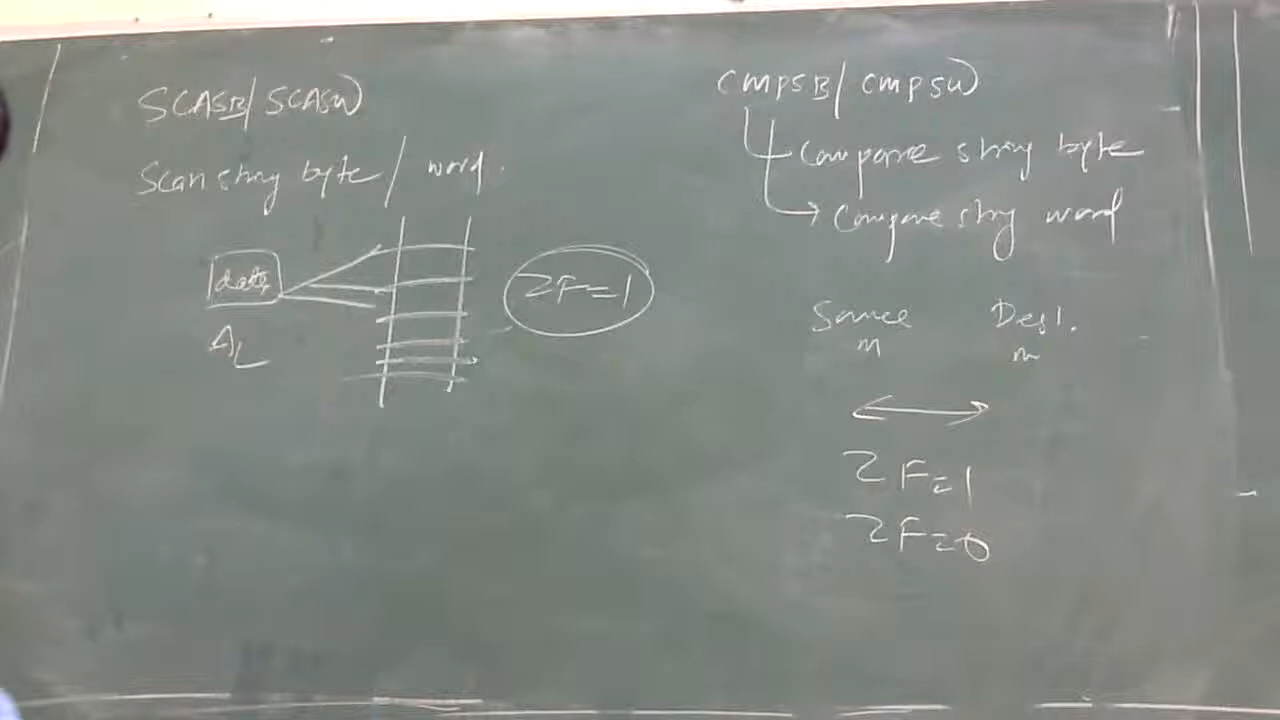 SCASB/SCASW
Scan string byte / word.
data
AL
ZF=1
CMPSB/CMPSW
Compare string byte
Compare string word
Source Dest.
m m
ZF=1
ZF=0